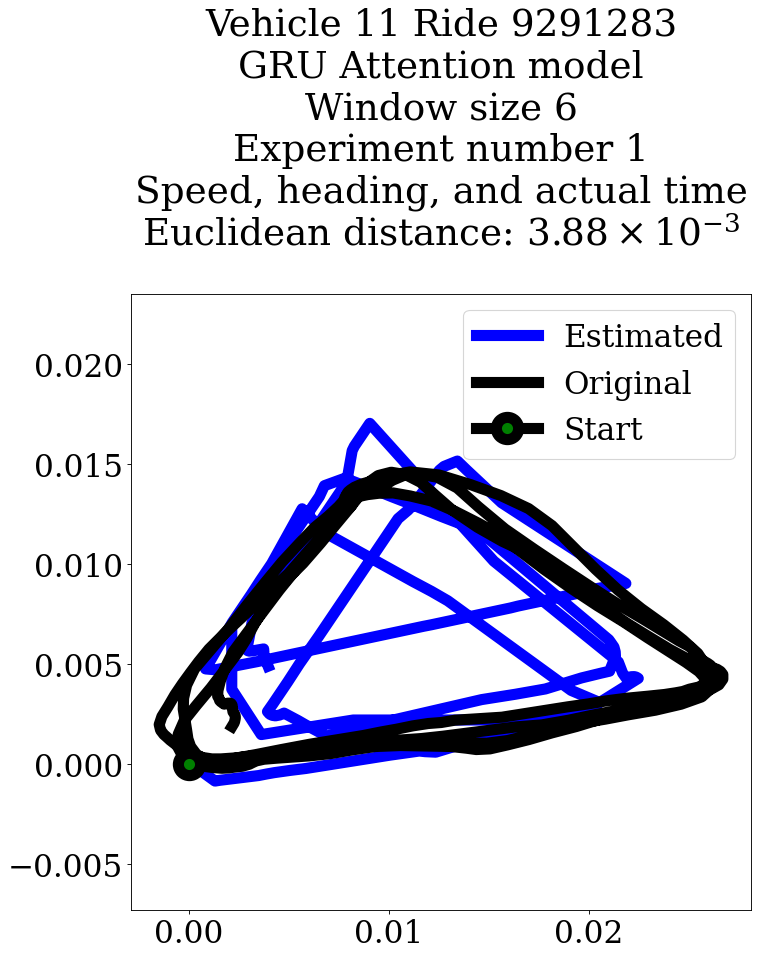 Vehicle 11 Ride 9291283
GRU Attention model
Window size 6
Experiment number 1
Speed, heading, and actual time
Euclidean distance: 3.88 × 10⁻³
Estimated
Original
Start
0.020
0.015
0.010
0.005
0.000
−0.005
0.00 0.01 0.02